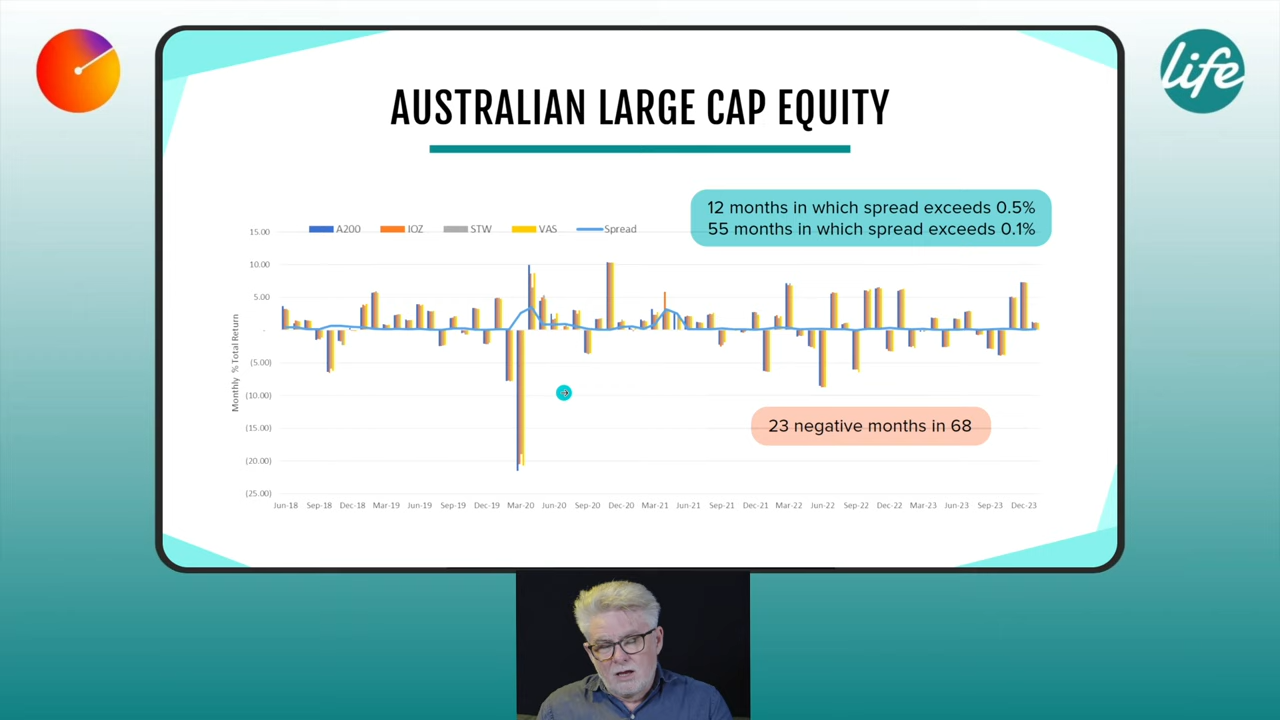 life
AUSTRALIAN LARGE CAP EQUITY
12 months in which spread exceeds 0.5%
55 months in which spread exceeds 0.1%
A200 IOZ STW VAS Spread
15.00
10.00
5.00
-
(5.00)
(10.00)
(15.00)
(20.00)
(25.00)
Monthly % Total Return
23 negative months in 68
Jun-18 Sep-18 Dec-18 Mar-19 Jun-19 Sep-19 Dec-19 Mar-20 Jun-20 Sep-20 Dec-20 Mar-21 Jun-21 Sep-21 Dec-21 Mar-22 Jun-22 Sep-22 Dec-22 Mar-23 Jun-23 Sep-23 Dec-23